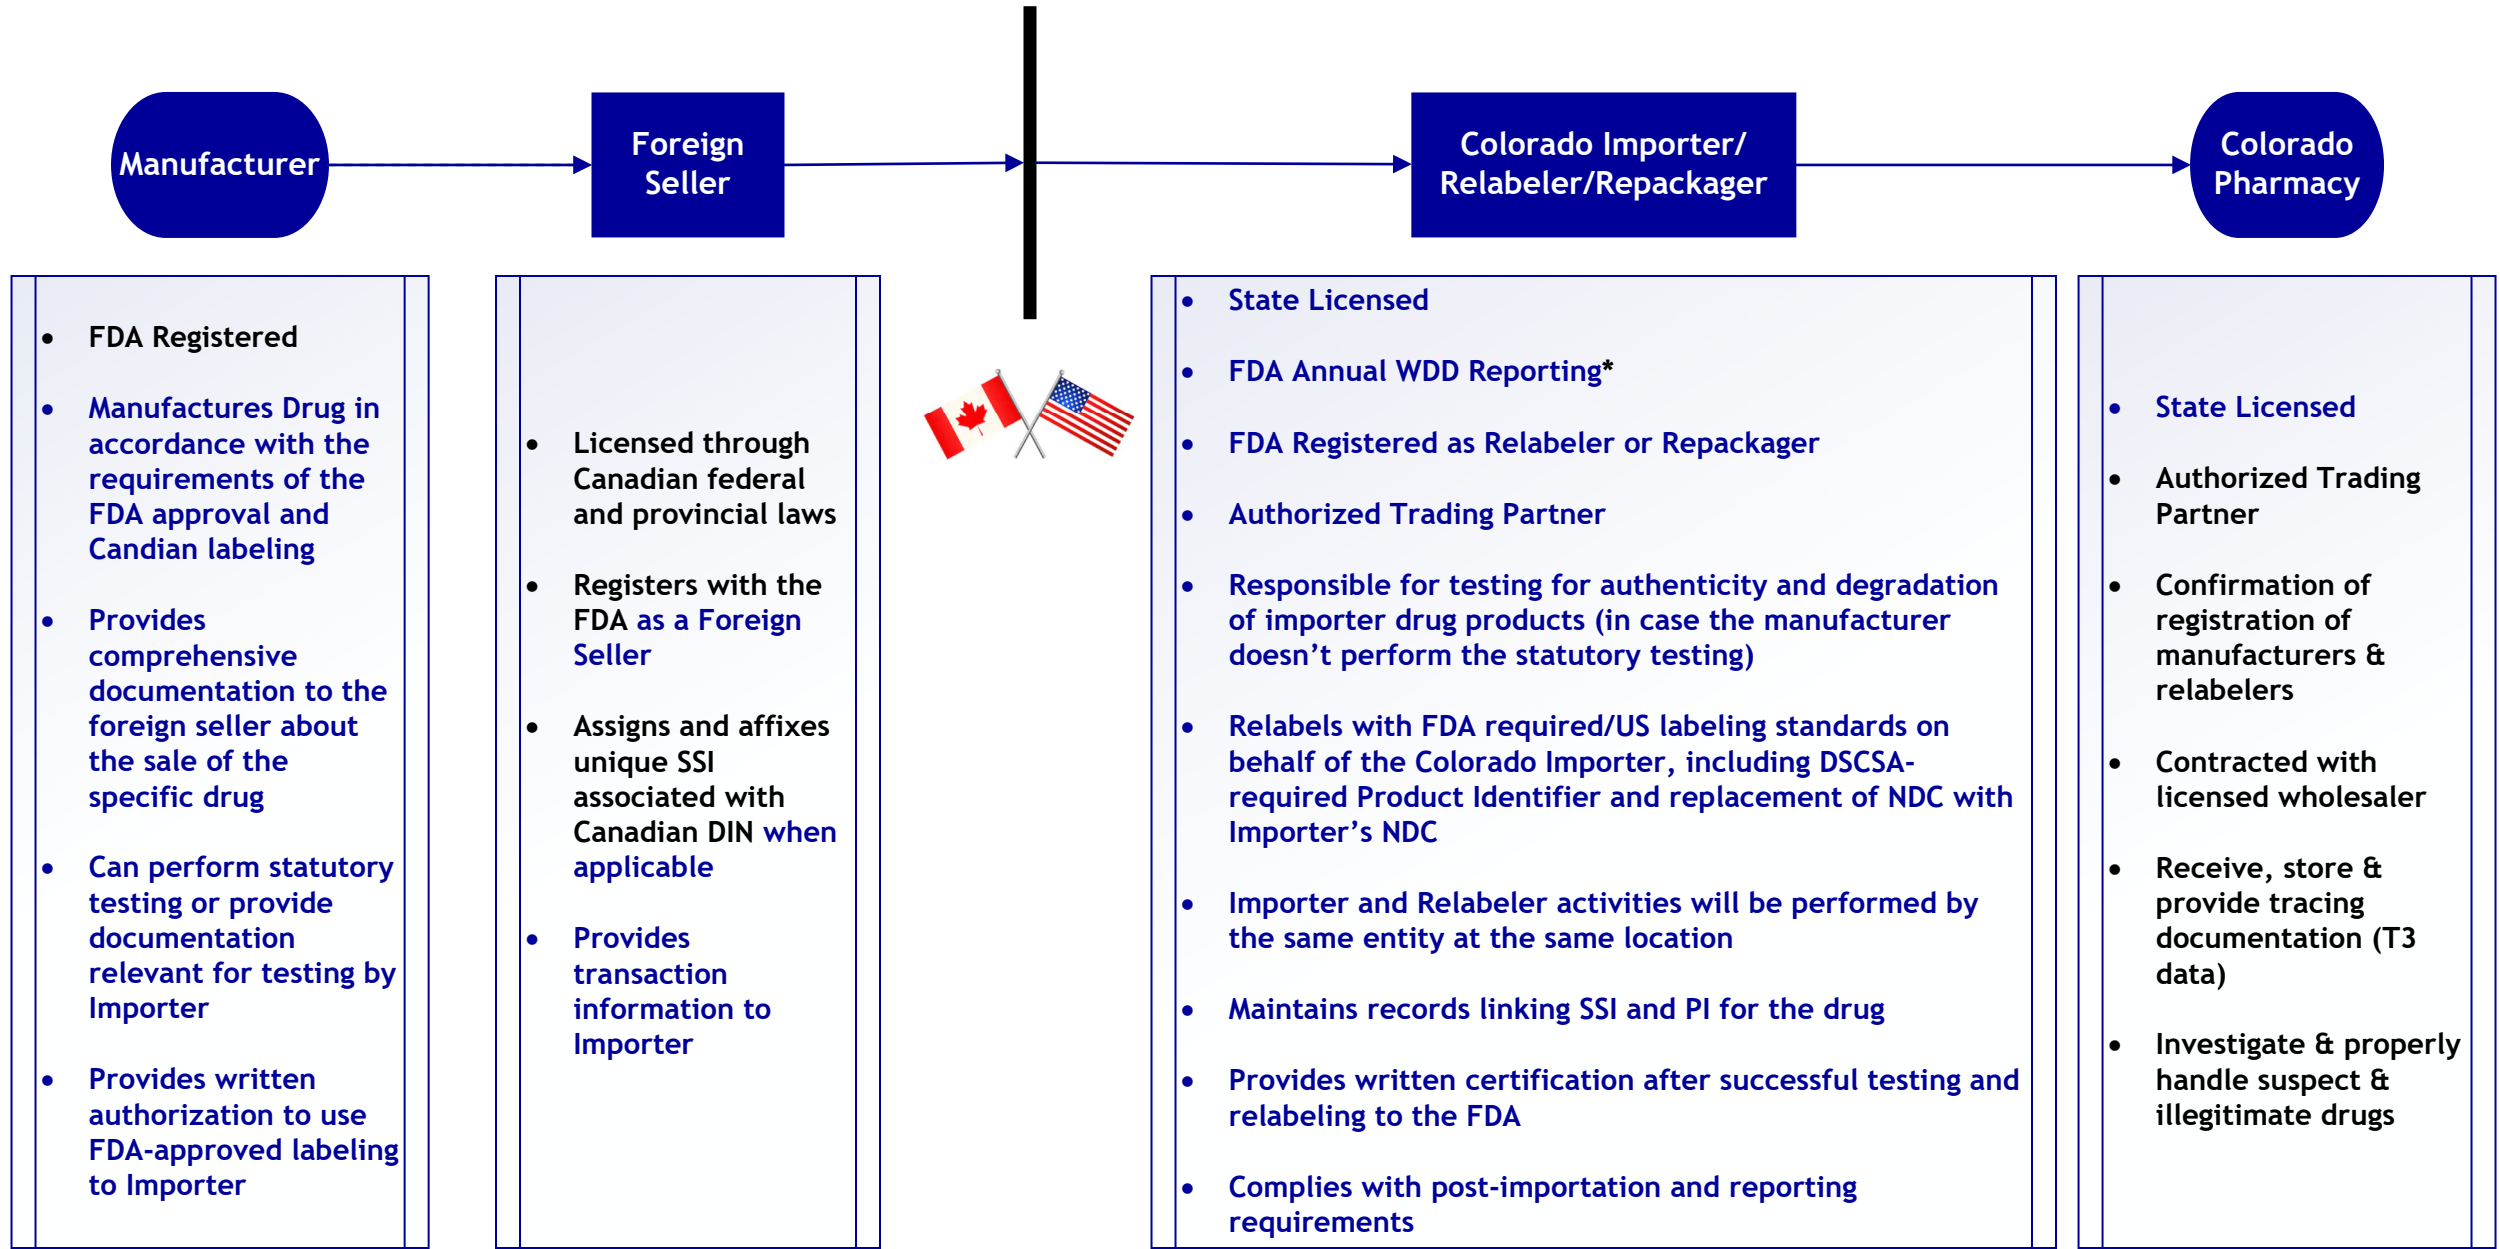 Manufacturer
Foreign
Seller
Colorado Importer/
Relabeler/Repackager
Colorado
Pharmacy
• FDA Registered
• Manufactures Drug in
accordance with the
requirements of the
FDA approval and
Candian labeling
• Provides
comprehensive
documentation to the
foreign seller about
the sale of the
specific drug
• Can perform statutory
testing or provide
documentation
relevant for testing by
Importer
• Provides written
authorization to use
FDA-approved labeling
to Importer
• Licensed through
Canadian federal
and provincial laws
• Registers with the
FDA as a Foreign
Seller
• Assigns and affixes
unique SSI
associated with
Canadian DIN when
applicable
• Provides
transaction
information to
Importer
• State Licensed
• FDA Annual WDD Reporting*
• FDA Registered as Relabeler or Repackager
• Authorized Trading Partner
• Responsible for testing for authenticity and degradation
of importer drug products (in case the manufacturer
doesn’t perform the statutory testing)
• Relabels with FDA required/US labeling standards on
behalf of the Colorado Importer, including DSCSA-
required Product Identifier and replacement of NDC with
Importer’s NDC
• Importer and Relabeler activities will be performed by
the same entity at the same location
• Maintains records linking SSI and PI for the drug
• Provides written certification after successful testing and
relabeling to the FDA
• Complies with post-importation and reporting
requirements
• State Licensed
• Authorized Trading
Partner
• Confirmation of
registration of
manufacturers &
relabelers
• Contracted with
licensed wholesaler
• Receive, store &
provide tracing
documentation (T3
data)
• Investigate & properly
handle suspect &
illegitimate drugs